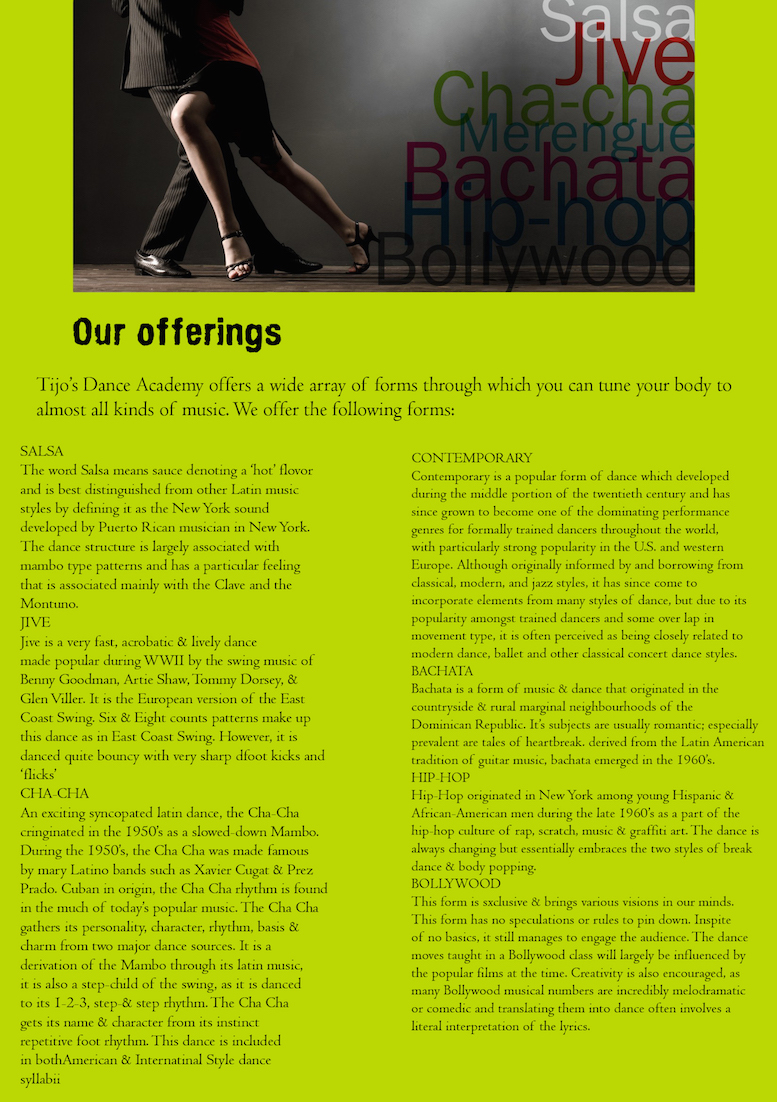 Salsa
Jive
Cha-cha
Merengue
Bachata
Hip-hop
Bollywood
Our offerings
Tijo's Dance Academy offers a wide array of forms through which you can tune your body to
almost all kinds of music. We offer the following forms:
SALSA
The word Salsa means sauce denoting a 'hot' flovor
and is best distinguished from other Latin music
styles by defining it as the New York sound
developed by Puerto Rican musician in New York.
The dance structure is largely associated with
mambo type patterns and has a particular feeling
that is associated mainly with the Clave and the
Montuno.
JIVE
Jive is a very fast, acrobatic & lively dance
made popular during WWII by the swing music of
Benny Goodman, Artie Shaw, Tommy Dorsey, &
Glen Viller. It is the European version of the East
Coast Swing. Six & Eight counts patterns make up
this dance as in East Coast Swing. However, it is
danced quite bouncy with very sharp dfoot kicks and
'flicks'
CHA-CHA
An exciting syncopated latin dance, the Cha-Cha
cringinated in the 1950's as a slowed-down Mambo.
During the 1950's, the Cha Cha was made famous
by mary Latino bands such as Xavier Cugat & Prez
Prado. Cuban in origin, the Cha Cha rhythm is found
in the much of today's popular music. The Cha Cha
gathers its personality, character, rhythm, basis &
charm from two major dance sources. It is a
derivation of the Mambo through its latin music,
it is also a step-child of the swing, as it is danced
to its 1-2-3, step-& step rhythm. The Cha Cha
gets its name & character from its instinct
repetitive foot rhythm. This dance is included
in bothAmerican & Internatinal Style dance
syllabii
CONTEMPORARY
Contemporary is a popular form of dance which developed
during the middle portion of the twentieth century and has
since grown to become one of the dominating performance
genres for formally trained dancers throughout the world,
with particularly strong popularity in the U.S. and western
Europe. Although originally informed by and borrowing from
classical, modern, and jazz styles, it has since come to
incorporate elements from many styles of dance, but due to its
popularity amongst trained dancers and some over lap in
movement type, it is often perceived as being closely related to
modern dance, ballet and other classical concert dance styles.
BACHATA
Bachata is a form of music & dance that originated in the
countryside & rural marginal neighbourhoods of the
Dominican Republic. It's subjects are usually romantic; especially
prevalent are tales of heartbreak. derived from the Latin American
tradition of guitar music, bachata emerged in the 1960's.
HIP-HOP
Hip-Hop originated in New York among young Hispanic &
African-American men during the late 1960's as a part of the
hip-hop culture of rap, scratch, music & graffiti art. The dance is
always changing but essentially embraces the two styles of break
dance & body popping.
BOLLYWOOD
This form is sxclusive & brings various visions in our minds.
This form has no speculations or rules to pin down. Inspite
of no basics, it still manages to engage the audience. The dance
moves taught in a Bollywood class will largely be influenced by
the popular films at the time. Creativity is also encouraged, as
many Bollywood musical numbers are incredibly melodramatic
or comedic and translating them into dance often involves a
literal interpretation of the lyrics.